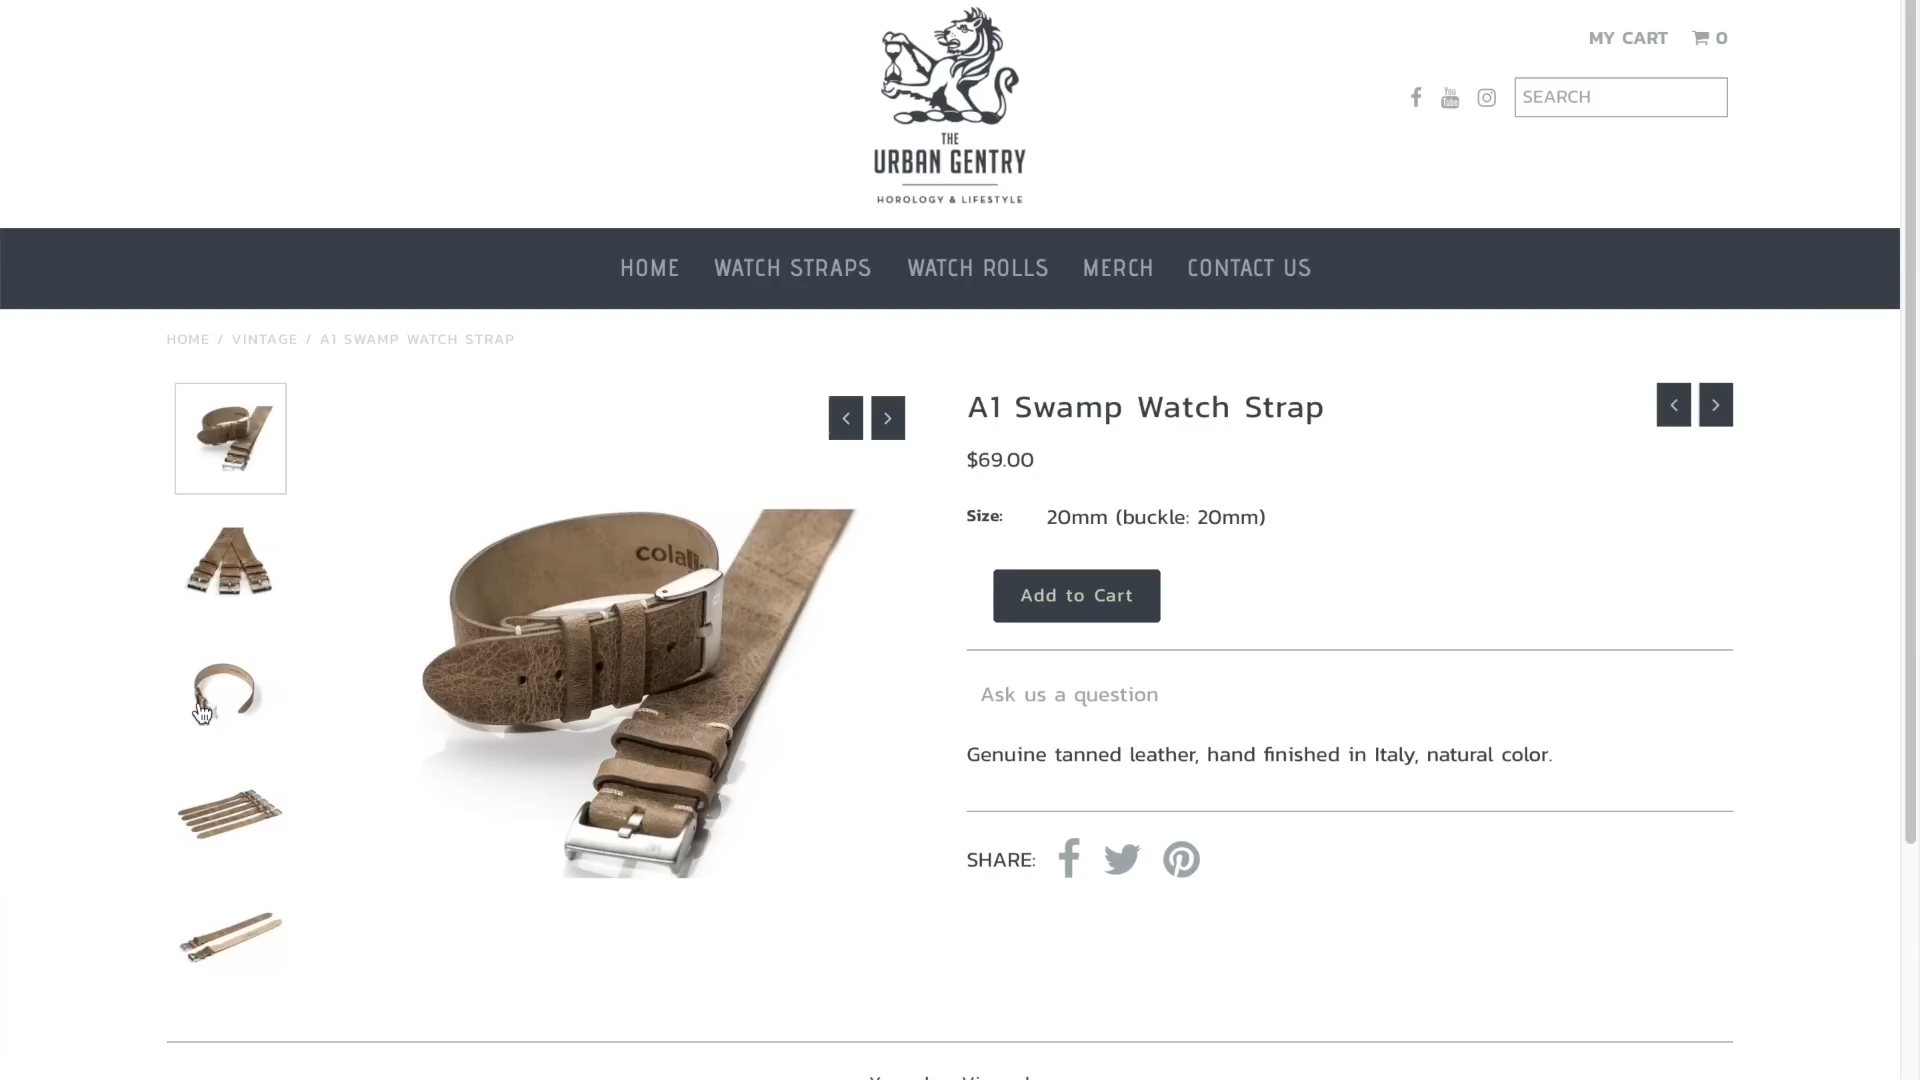 MY CART 0
SEARCH
THE
URBAN GENTRY
HOROLOGY & LIFESTYLE
HOME WATCH STRAPS WATCH ROLLS MERCH CONTACT US
HOME / VINTAGE / A1 SWAMP WATCH STRAP
A1 Swamp Watch Strap
$69.00
Size: 20mm (buckle: 20mm)
Add to Cart
Ask us a question
Genuine tanned leather, hand finished in Italy, natural color.
SHARE: